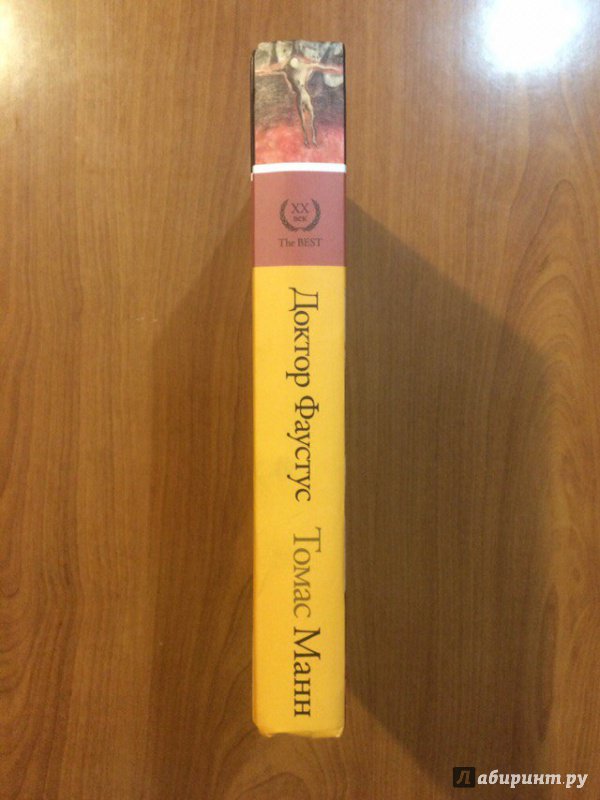 XX
век
The BEST
Доктор Фаустус Томас Манн
Лабиринт.ру